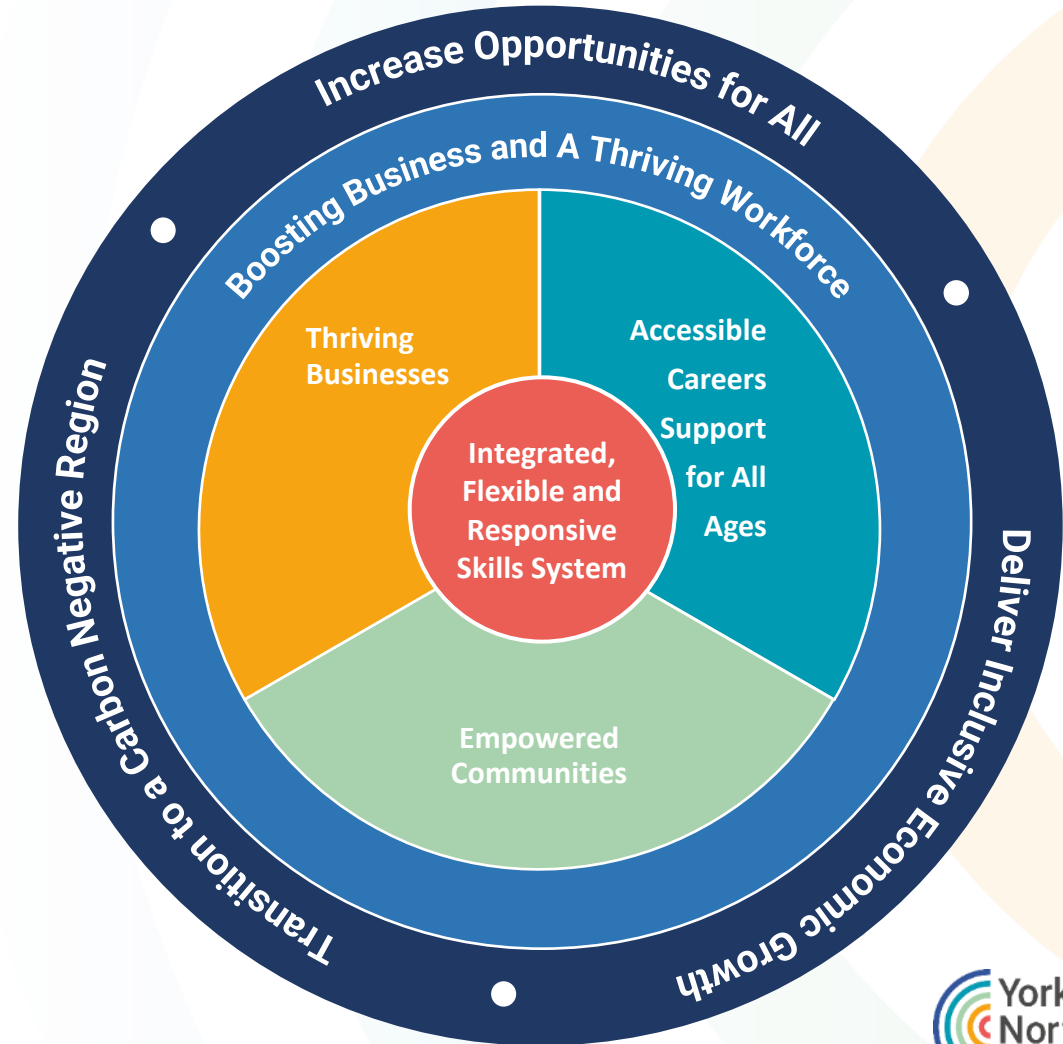 Increase Opportunities for All
Deliver Inclusive Economic Growth
Transition to a Carbon Negative Region
Boosting Business and A Thriving Workforce
Thriving
Businesses
Accessible
Careers
Support
for All
Ages
Integrated,
Flexible and
Responsive
Skills System
Empowered
Communities
York